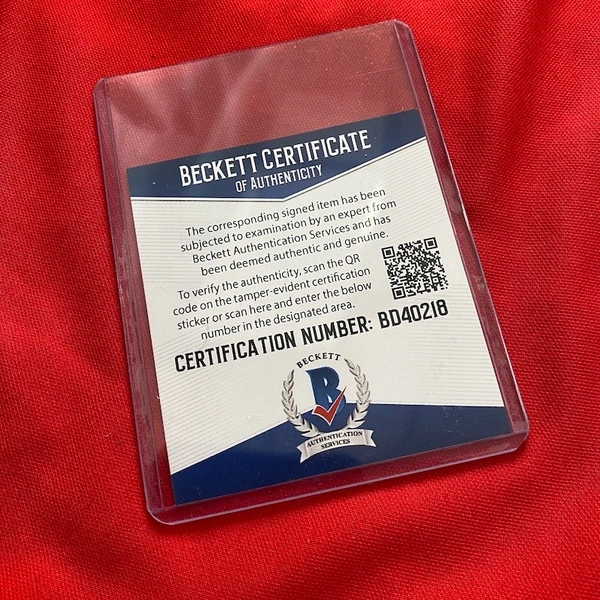 BECKETT CERTIFICATE
OF AUTHENTICITY
The corresponding signed item has been
subjected to examination by an expert from
Beckett Authentication Services and has
been deemed authentic and genuine.
To verify the authenticity, scan the QR
code on the tamper-evident certification
sticker or scan here and enter the below
number in the designated area.
CERTIFICATION NUMBER: BD40218
BECKETT
B
AUTHENTICATION
SERVICES